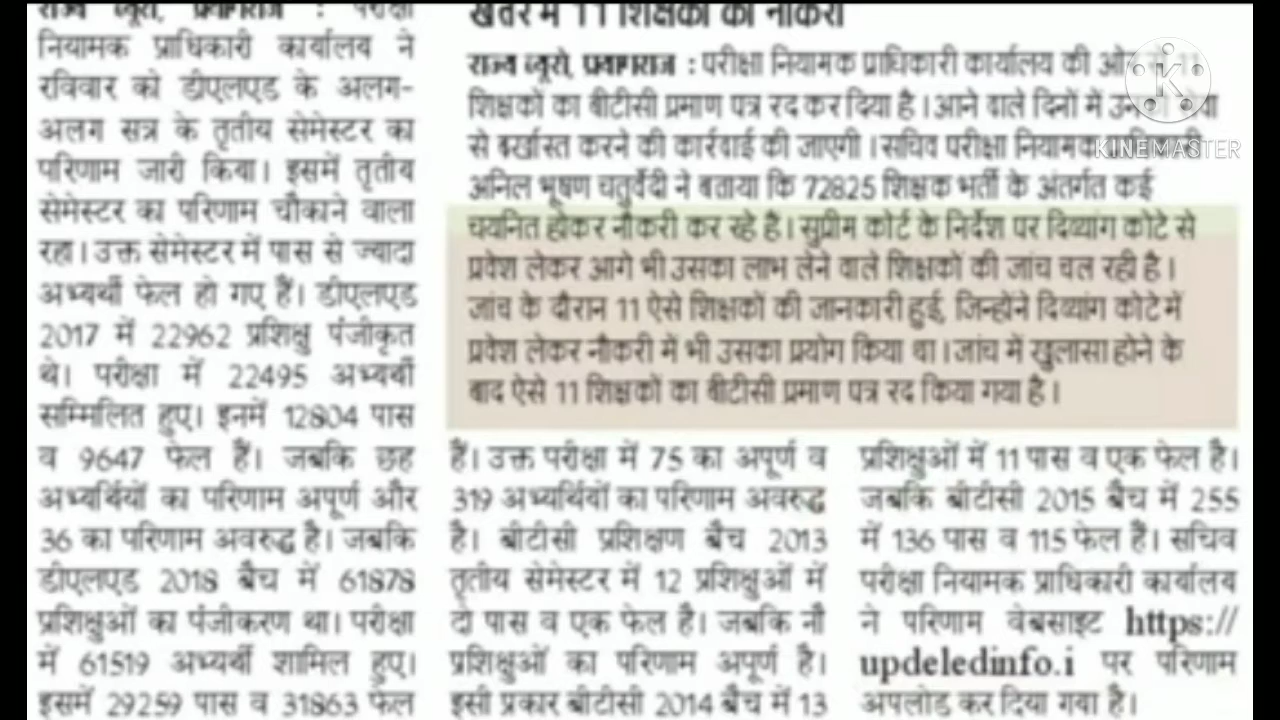 राज्य ब्यूरो, प्रयागराज : परीक्षा
नियामक प्राधिकारी कार्यालय ने
रविवार को डीएलएड के अलग-
अलग सत्र के तृतीय सेमेस्टर का
परिणाम जारी किया। इसमें तृतीय
सेमेस्टर का परिणाम चौकाने वाला
रहा। उक्त सेमेस्टर में पास से ज्यादा
अभ्यर्थी फेल हो गए हैं। डीएलएड
2017 में 22962 प्रशिक्षु पंजीकृत
थे। परीक्षा में 22495 अभ्यर्थी
सम्मिलित हुए। इनमें 12804 पास
व 9647 फेल हैं। जबकि छह
अभ्यर्थियों का परिणाम अपूर्ण और
36 का परिणाम अवरुद्ध है। जबकि
डीएलएड 2018 बैच में 61878
प्रशिक्षुओं का पंजीकरण था। परीक्षा
में 61519 अभ्यर्थी शामिल हुए।
इसमें 29259 पास व 31863 फेल
खतरे में 11 शिक्षकों की नौकरी
राज्य ब्यूरो, प्रयागराज : परीक्षा नियामक प्राधिकारी कार्यालय की ओर
शिक्षकों का बीटीसी प्रमाण पत्र रद कर दिया है। आने वाले दिनों में
से बर्खास्त करने की कार्रवाई की जाएगी। सचिव परीक्षा नियामक
अनिल भूषण चतुर्वेदी ने बताया कि 72825 शिक्षक भर्ती के अंतर्गत कई
चयनित होकर नौकरी कर रहे है। सुप्रीम कोर्ट के निर्देश पर दिव्यांग कोटे से
प्रवेश लेकर आगे भी उसका लाभ लेने वाले शिक्षकों की जांच चल रही है।
जांच के दौरान 11 ऐसे शिक्षकों की जानकारी हुई, जिन्होंने दिव्यांग कोटे में
प्रवेश लेकर नौकरी में भी उसका प्रयोग किया था। जांच में खुलासा होने के
बाद ऐसे 11 शिक्षकों का बीटीसी प्रमाण पत्र रद किया गया है।
हैं। उक्त परीक्षा में 75 का अपूर्ण व
319 अभ्यर्थियों का परिणाम अवरुद्ध
है। बीटीसी प्रशिक्षण बैच 2013
तृतीय सेमेस्टर में 12 प्रशिक्षुओं में
दो पास व एक फेल है। जबकि नौ
प्रशिक्षुओं का परिणाम अपूर्ण है।
इसी प्रकार बीटीसी 2014 बैच में 13
प्रशिक्षुओं में 11 पास व एक फेल है।
जबकि बीटीसी 2015 बैच में 255
में 136 पास व 115 फेल हैं। सचिव
परीक्षा नियामक प्राधिकारी कार्यालय
ने परिणाम वेबसाइट https://
updeledinfo.i पर परिणाम
अपलोड कर दिया गया है।
K
KINEMASTER